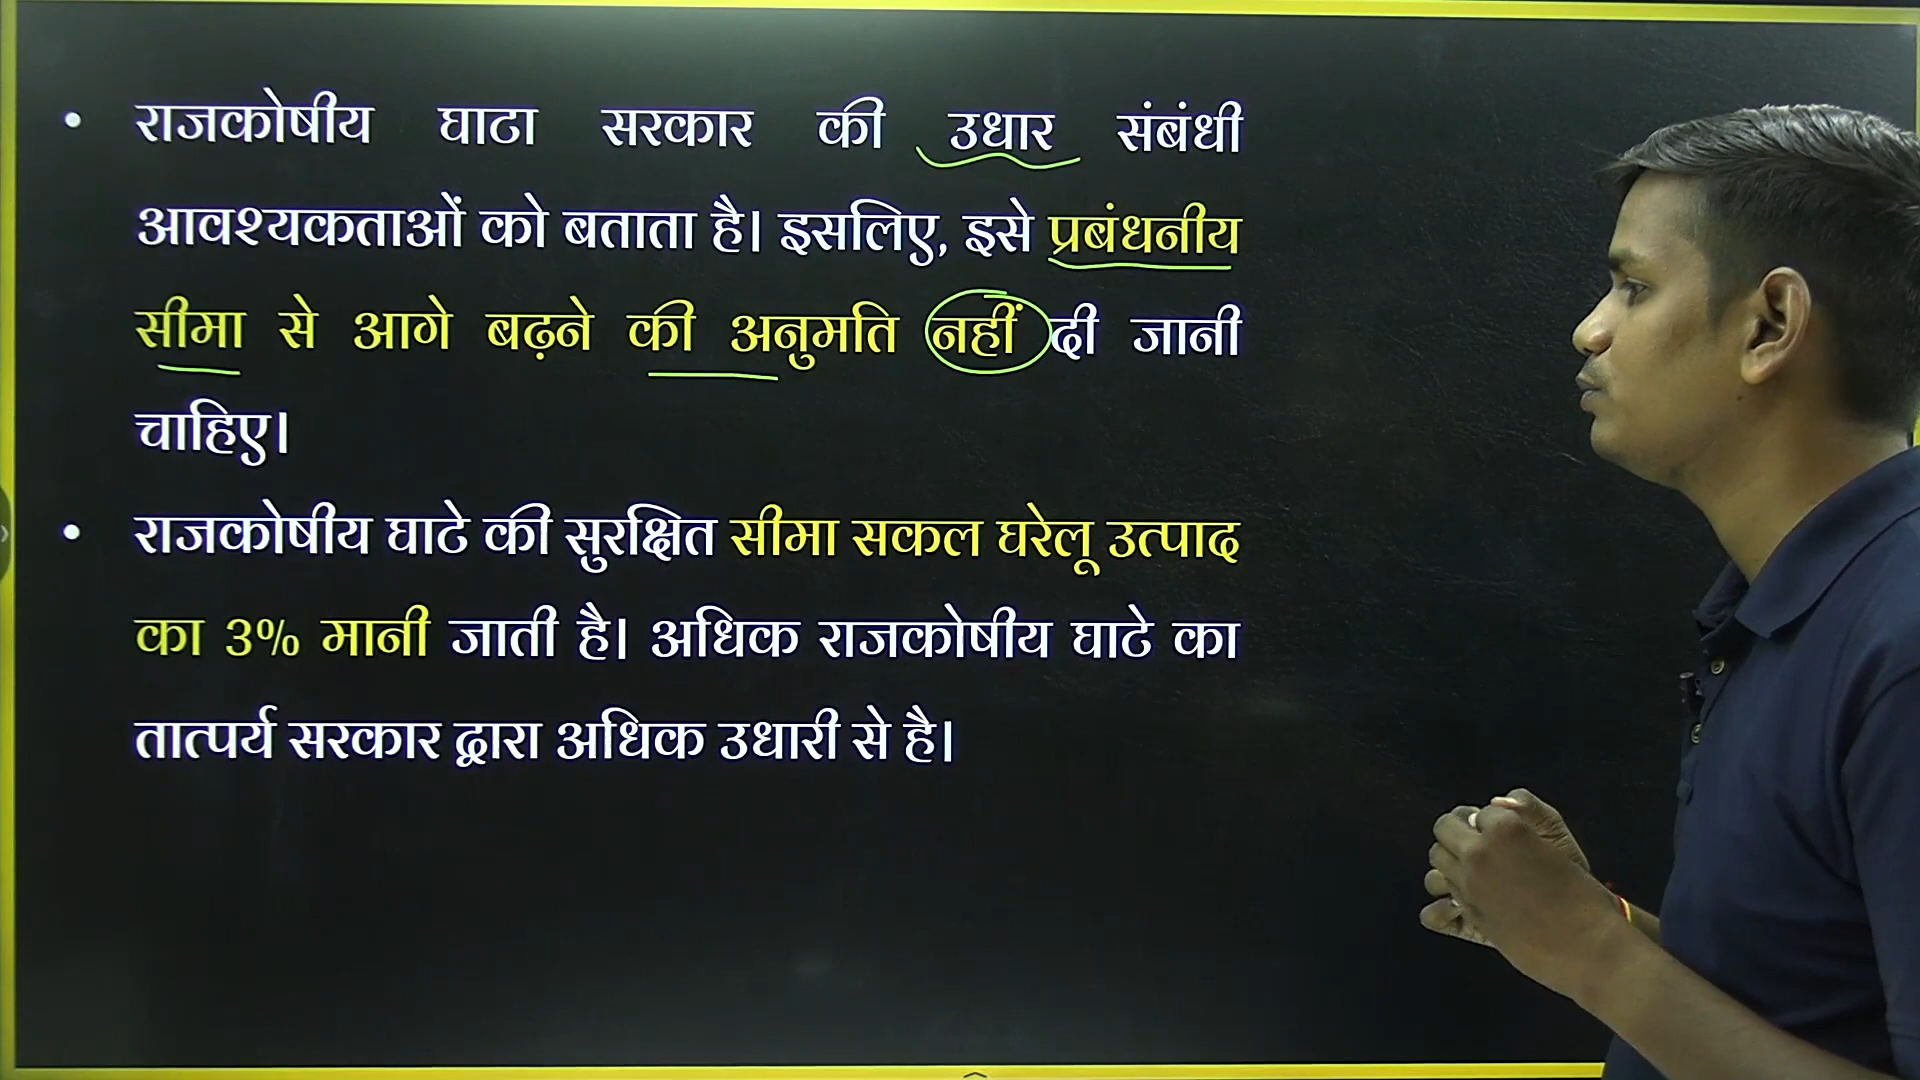 • राजकोषीय घाटा सरकार की उधार संबंधी
आवश्यकताओं को बताता है। इसलिए, इसे प्रबंधनीय
सीमा से आगे बढ़ने की अनुमति नहीं दी जानी
चाहिए।
• राजकोषीय घाटे की सुरक्षित सीमा सकल घरेलू उत्पाद
का 3% मानी जाती है। अधिक राजकोषीय घाटे का
तात्पर्य सरकार द्वारा अधिक उधारी से है।